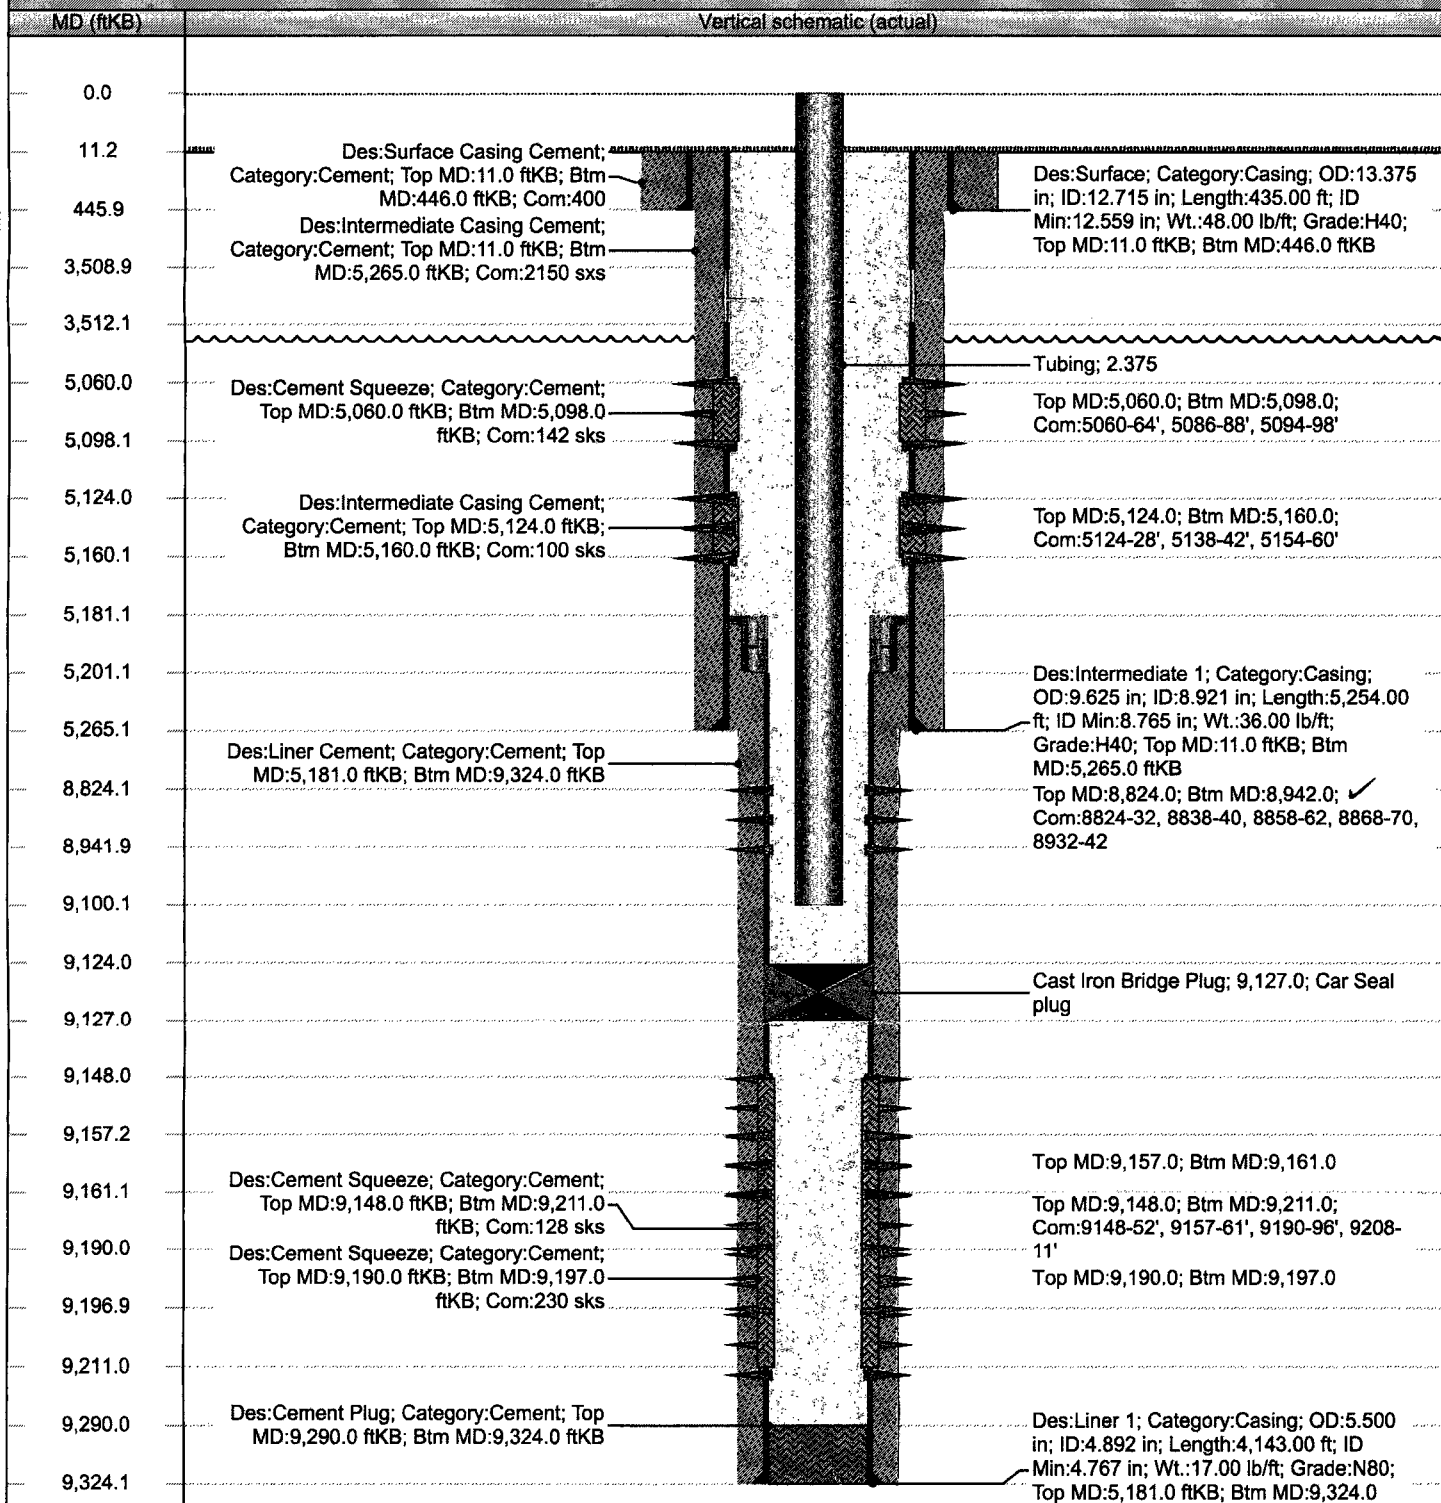 MD (ftKB)
Vertical schematic (actual)
0.0
11.2
445.9
3,508.9
3,512.1
5,060.0
5,098.1
5,124.0
5,160.1
5,181.1
5,201.1
5,265.1
8,824.1
8,941.9
9,100.1
9,124.0
9,127.0
9,148.0
9,157.2
9,161.1
9,190.0
9,196.9
9,211.0
9,290.0
9,324.1
Des:Surface Casing Cement;
Category:Cement; Top MD:11.0 ftKB; Btm
MD:446.0 ftKB; Com:400
Des:Intermediate Casing Cement;
Category:Cement; Top MD:11.0 ftKB; Btm
MD:5,265.0 ftKB; Com:2150 sxs
Des:Cement Squeeze; Category:Cement;
Top MD:5,060.0 ftKB; Btm MD:5,098.0
ftKB; Com:142 sks
Des:Intermediate Casing Cement;
Category:Cement; Top MD:5,124.0 ftKB;
Btm MD:5,160.0 ftKB; Com:100 sks
Des:Liner Cement; Category:Cement; Top
MD:5,181.0 ftKB; Btm MD:9,324.0 ftKB
Des:Cement Squeeze; Category:Cement;
Top MD:9,148.0 ftKB; Btm MD:9,211.0
ftKB; Com:128 sks
Des:Cement Squeeze; Category:Cement;
Top MD:9,190.0 ftKB; Btm MD:9,197.0
ftKB; Com:230 sks
Des:Cement Plug; Category:Cement; Top
MD:9,290.0 ftKB; Btm MD:9,324.0 ftKB
Des:Surface; Category:Casing; OD:13.375
in; ID:12.715 in; Length:435.00 ft; ID
Min:12.559 in; Wt.:48.00 lb/ft; Grade:H40;
Top MD:11.0 ftKB; Btm MD:446.0 ftKB
Tubing; 2.375
Top MD:5,060.0; Btm MD:5,098.0;
Com:5060-64', 5086-88', 5094-98'
Top MD:5,124.0; Btm MD:5,160.0;
Com:5124-28', 5138-42', 5154-60'
Des:Intermediate 1; Category:Casing;
OD:9.625 in; ID:8.921 in; Length:5,254.00
ft; ID Min:8.765 in; Wt.:36.00 lb/ft;
Grade:H40; Top MD:11.0 ftKB; Btm
MD:5,265.0 ftKB
Top MD:8,824.0; Btm MD:8,942.0; ✓
Com:8824-32, 8838-40, 8858-62, 8868-70,
8932-42
Cast Iron Bridge Plug; 9,127.0; Car Seal
plug
Top MD:9,157.0; Btm MD:9,161.0
Top MD:9,148.0; Btm MD:9,211.0;
Com:9148-52', 9157-61', 9190-96', 9208-
11'
Top MD:9,190.0; Btm MD:9,197.0
Des:Liner 1; Category:Casing; OD:5.500
in; ID:4.892 in; Length:4,143.00 ft; ID
Min:4.767 in; Wt.:17.00 lb/ft; Grade:N80;
Top MD:5,181.0 ftKB; Btm MD:9,324.0